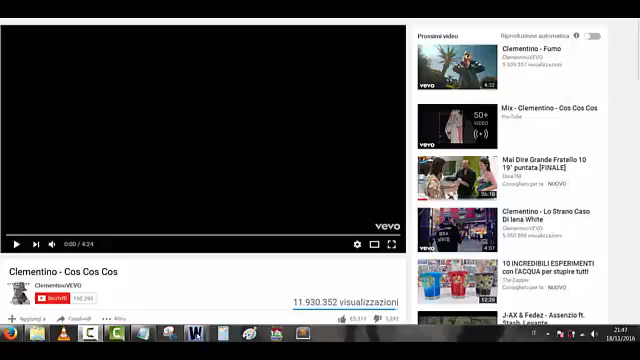 Prossimi video
Riproduzione automatica
Clementino - Fumo
ClementinoVEVO
vevo
4:32
Mix - Clementino - Cos Cos Cos
YouTube
50+
VIDEO
vevo
Mai Dire Grande Fratello 10
19° puntata [FINALE]
Consigliato per te
NUOVO
Clementino - Lo Strano Caso
Di Iena White
ClementinoVEVO
vevo
4:07
10 INCREDIBILI ESPERIMENTI
con l'ACQUA per stupire tutti!
Consigliato per te
NUOVO
12:20
J-AX & Fedez - Assenzio ft.
vevo
0:00 / 4:24
Clementino - Cos Cos Cos
ClementinoVEVO
Iscriviti
11.930.352 visualizzazioni
Aggiungi a
Condividi
Altro
IT
21:47
18/11/2016